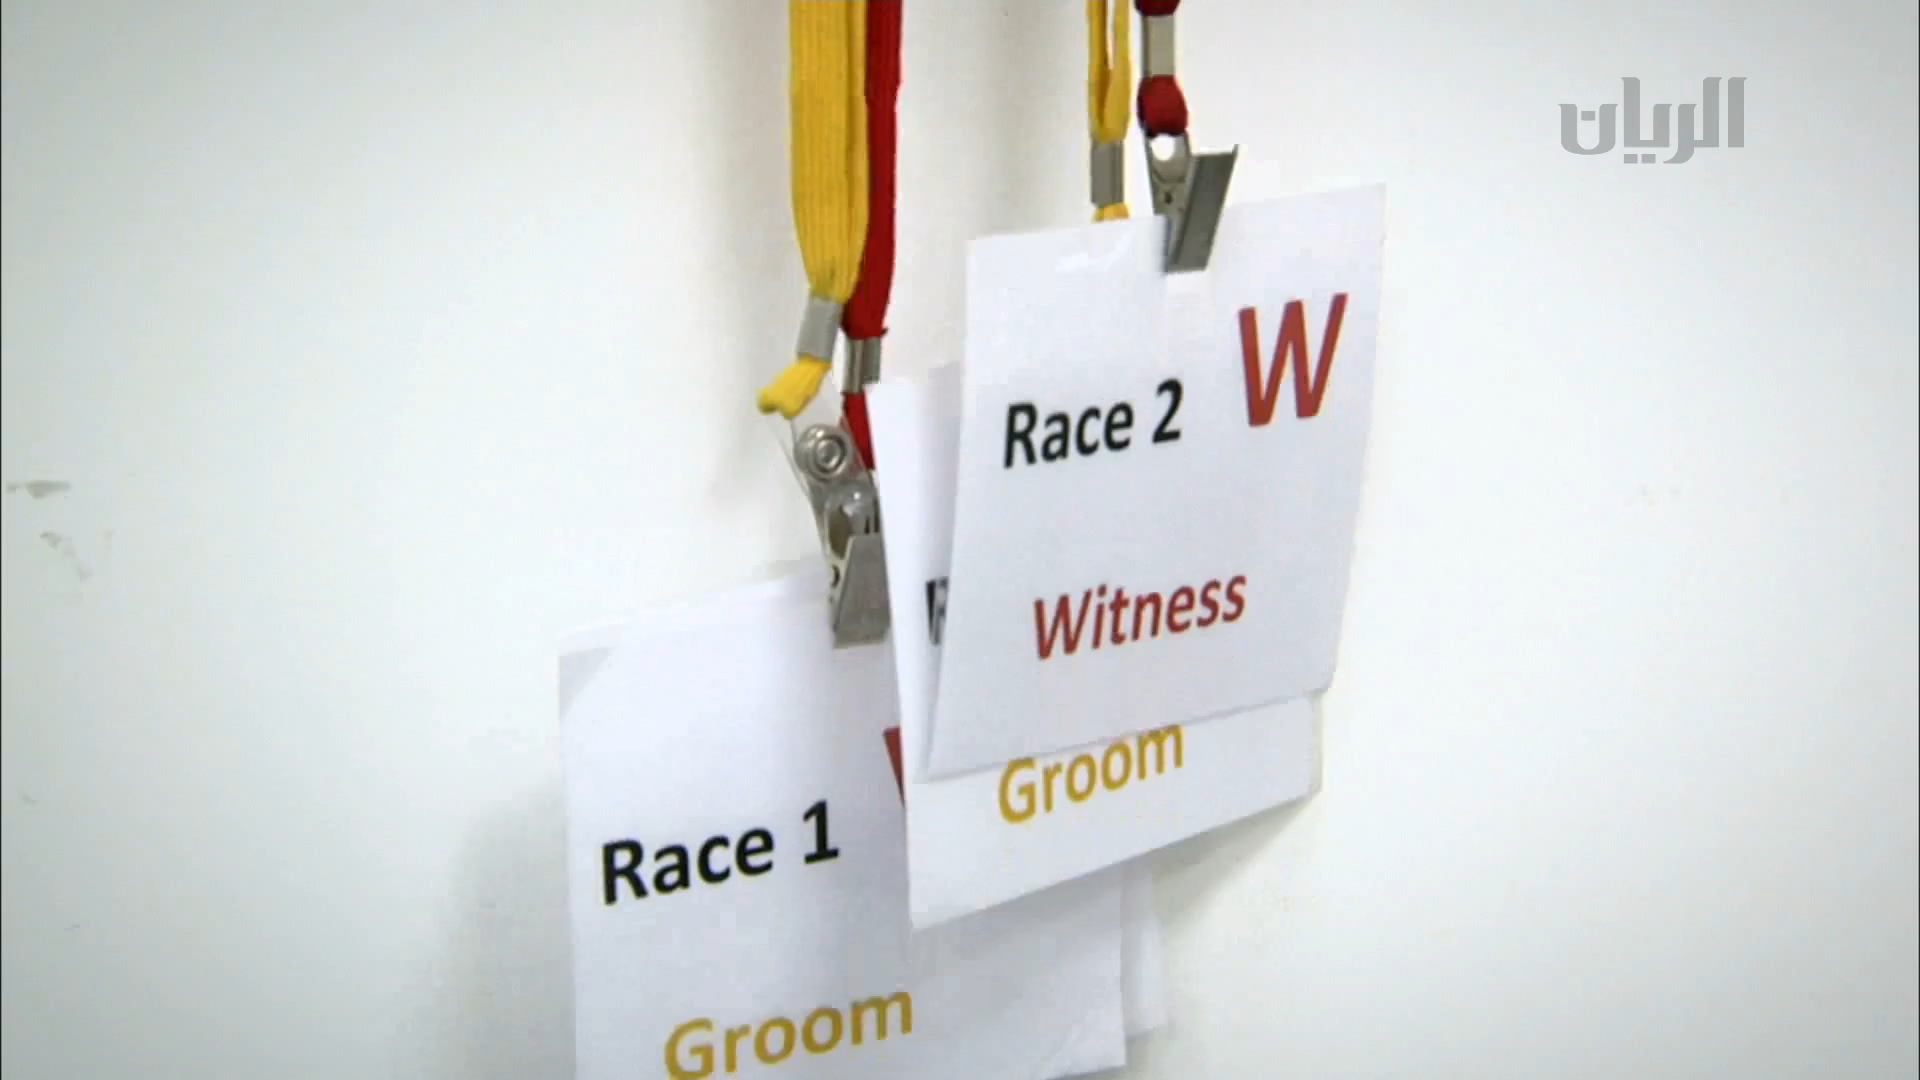 الريان
Race 2 W
Witness
Groom
Race 1
Groom